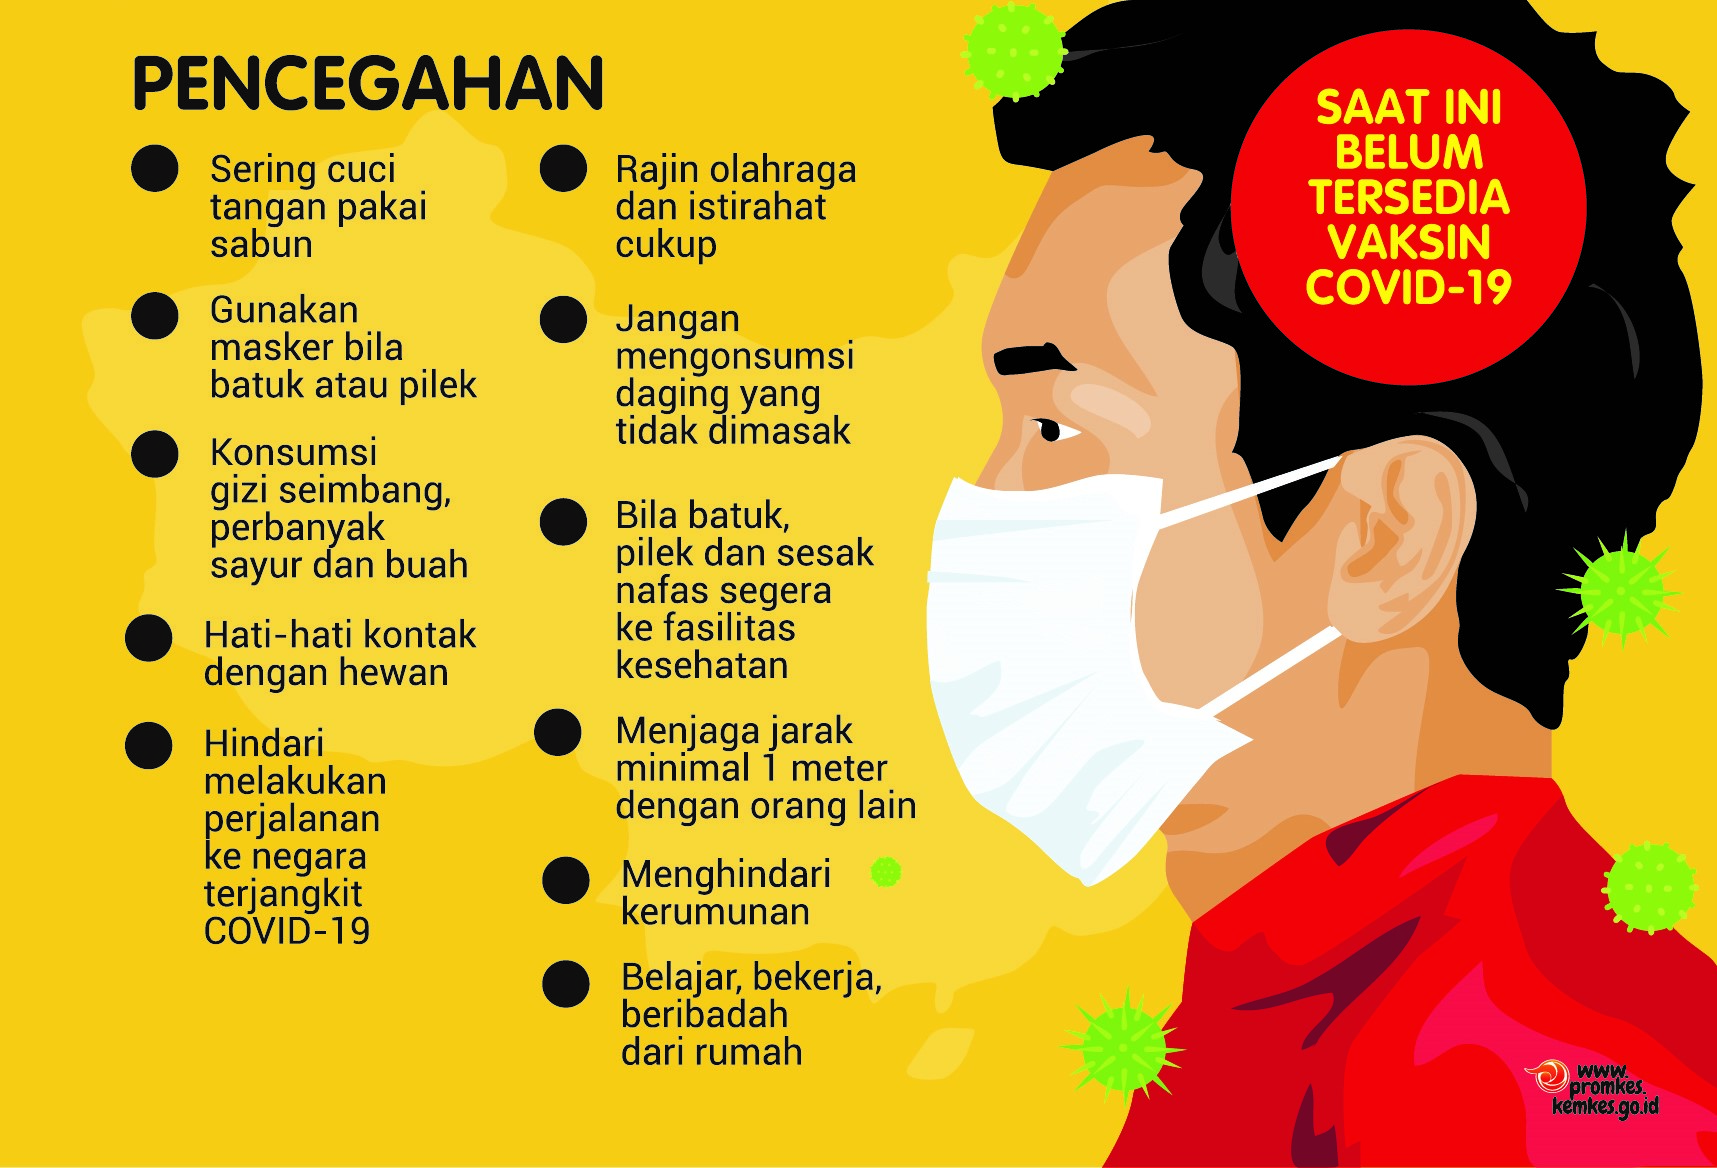 PENCEGAHAN
Sering cuci
tangan pakai
sabun
Gunakan
masker bila
batuk atau pilek
Konsumsi
gizi seimbang,
perbanyak
sayur dan buah
Hati-hati kontak
dengan hewan
Hindari
melakukan
perjalanan
ke negara
terjangkit
COVID-19
Rajin olahraga
dan istirahat
cukup
Jangan
mengonsumsi
daging yang
tidak dimasak
Bila batuk,
pilek dan sesak
nafas segera
ke fasilitas
kesehatan
Menjaga jarak
minimal 1 meter
dengan orang lain
Menghindari
kerumunan
Belajar, bekerja,
beribadah
dari rumah
SAAT INI
BELUM
TERSEDIA
VAKSIN
COVID-19
www.
promkes.
kemkes.go.id